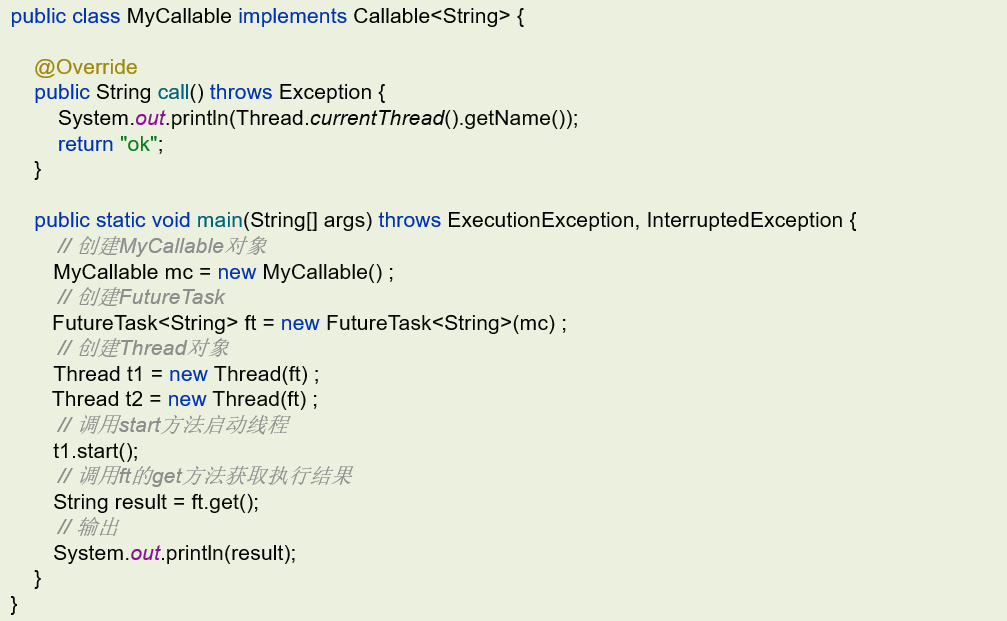 public class MyCallable implements Callable<String> {
@Override
public String call() throws Exception {
System.out.println(Thread.currentThread().getName());
return "ok";
}
public static void main(String[] args) throws ExecutionException, InterruptedException {
// 创建MyCallable对象
MyCallable mc = new MyCallable() ;
// 创建FutureTask
FutureTask<String> ft = new FutureTask<String>(mc) ;
// 创建Thread对象
Thread t1 = new Thread(ft) ;
Thread t2 = new Thread(ft) ;
// 调用start方法启动线程
t1.start();
// 调用ft的get方法获取执行结果
String result = ft.get();
// 输出
System.out.println(result);
}
}